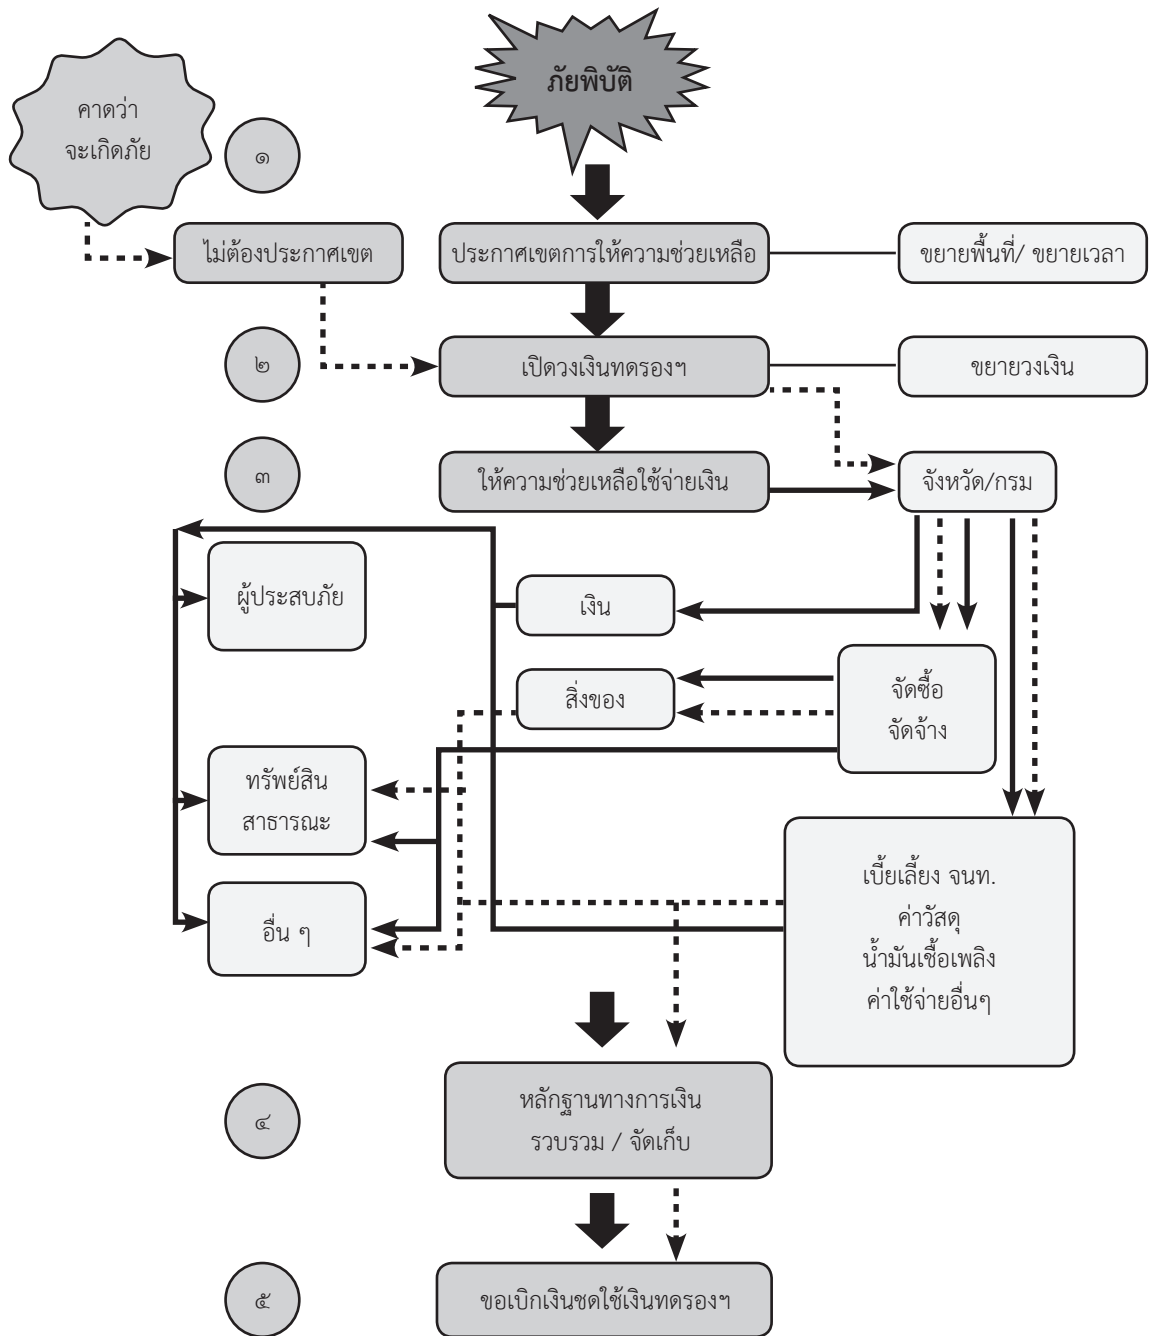 ภัยพิบัติ
คาดว่า
จะเกิดภัย
๑
ไม่ต้องประกาศเขต
ประกาศเขตการให้ความช่วยเหลือ
ขยายพื้นที่/ ขยายเวลา
๒
เปิดวงเงินทดรองฯ
ขยายวงเงิน
๓
ให้ความช่วยเหลือใช้จ่ายเงิน
จังหวัด/กรม
ผู้ประสบภัย
เงิน
สิ่งของ
จัดซื้อ
จัดจ้าง
ทรัพย์สิน
สาธารณะ
อื่น ๆ
เบี้ยเลี้ยง จนท.
ค่าวัสดุ
น้ำมันเชื้อเพลิง
ค่าใช้จ่ายอื่นๆ
๔
หลักฐานทางการเงิน
รวบรวม / จัดเก็บ
๕
ขอเบิกเงินชดใช้เงินทดรองฯ